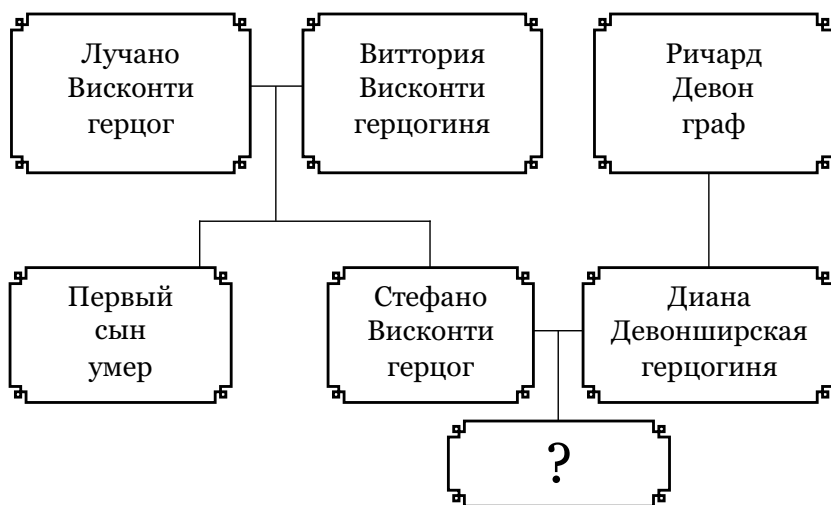 Лучано
Висконти
герцог
Виттория
Висконти
герцогиня
Ричард
Девон
граф
Первый
сын
умер
Стефано
Висконти
герцог
Диана
Девонширская
герцогиня
?